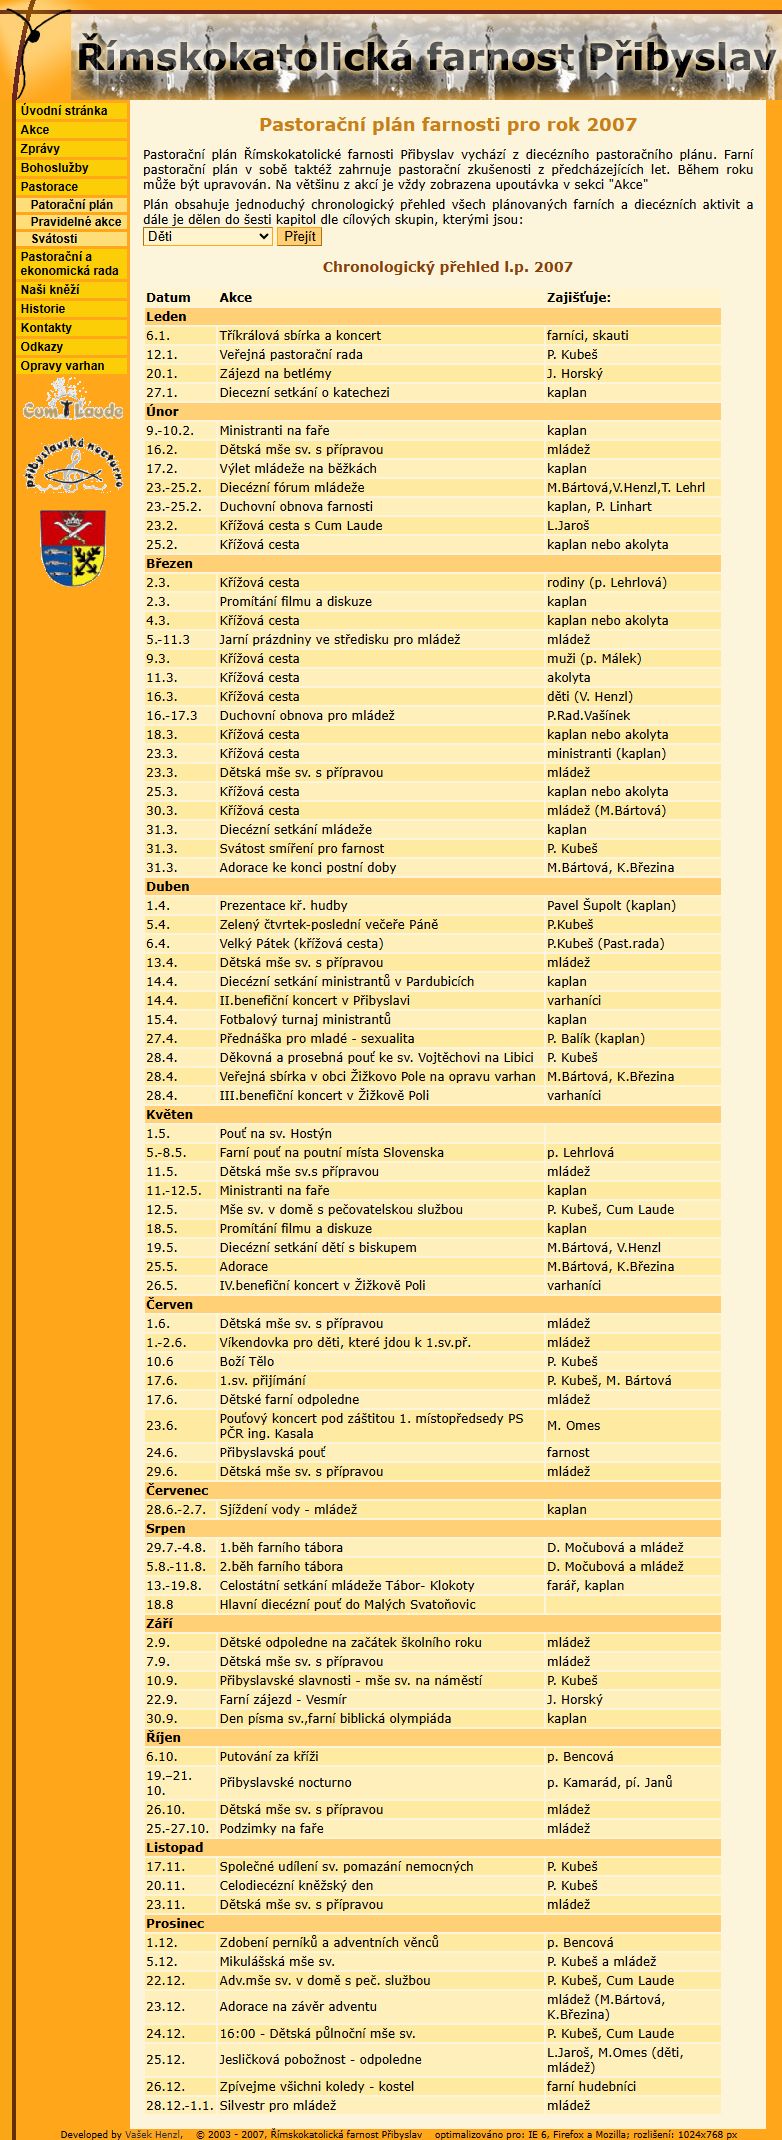 Římskokatolická farnost Přibyslav
Úvodní stránka
Akce
Zprávy
Bohoslužby
Pastorace
Patorační plán
Pravidelné akce
Svátosti
Pastorační a
ekonomická rada
Naši kněží
Historie
Kontakty
Odkazy
Opravy varhan
Cum Laude
přibyslavské nocturno
Pastorační plán farnosti pro rok 2007
Pastorační plán Římskokatolické farnosti Přibyslav vychází z diecézního pastoračního plánu. Farní
pastorační plán v sobě taktéž zahrnuje pastorační zkušenosti z předcházejících let. Během roku
může být upravován. Na většinu z akcí je vždy zobrazena upoutávka v sekci "Akce"
Plán obsahuje jednoduchý chronologický přehled všech plánovaných farních a diecézních aktivit a
dále je dělen do šesti kapitol dle cílových skupin, kterými jsou:
Děti Přejít
Chronologický přehled l.p. 2007
Datum Akce Zajišťuje:
Leden
6.1. Tříkrálová sbírka a koncert farníci, skauti
12.1. Veřejná pastorační rada P. Kubeš
20.1. Zájezd na betlémy J. Horský
27.1. Diecezní setkání o katechezi kaplan
Únor
9.-10.2. Ministranti na faře kaplan
16.2. Dětská mše sv. s přípravou mládež
17.2. Výlet mládeže na běžkách kaplan
23.-25.2. Diecézní fórum mládeže M.Bártová,V.Henzl,T. Lehrl
23.-25.2. Duchovní obnova farnosti kaplan, P. Linhart
23.2. Křížová cesta s Cum Laude L.Jaroš
25.2. Křížová cesta kaplan nebo akolyta
Březen
2.3. Křížová cesta rodiny (p. Lehrlová)
2.3. Promítání filmu a diskuze kaplan
4.3. Křížová cesta kaplan nebo akolyta
5.-11.3 Jarní prázdniny ve středisku pro mládež mládež
9.3. Křížová cesta muži (p. Málek)
11.3. Křížová cesta akolyta
16.3. Křížová cesta děti (V. Henzl)
16.-17.3 Duchovní obnova pro mládež P.Rad.Vašínek
18.3. Křížová cesta kaplan nebo akolyta
23.3. Křížová cesta ministranti (kaplan)
23.3. Dětská mše sv. s přípravou mládež
25.3. Křížová cesta kaplan nebo akolyta
30.3. Křížová cesta mládež (M.Bártová)
31.3. Diecézní setkání mládeže kaplan
31.3. Svátost smíření pro farnost P. Kubeš
31.3. Adorace ke konci postní doby M.Bártová, K.Březina
Duben
1.4. Prezentace kř. hudby Pavel Šupolt (kaplan)
5.4. Zelený čtvrtek-poslední večeře Páně P.Kubeš
6.4. Velký Pátek (křížová cesta) P.Kubeš (Past.rada)
13.4. Dětská mše sv. s přípravou mládež
14.4. Diecézní setkání ministrantů v Pardubicích kaplan
14.4. II.benefiční koncert v Přibyslavi varhaníci
15.4. Fotbalový turnaj ministrantů kaplan
27.4. Přednáška pro mladé - sexualita P. Balík (kaplan)
28.4. Děkovná a prosebná pouť ke sv. Vojtěchovi na Libici P. Kubeš
28.4. Veřejná sbírka v obci Žižkovo Pole na opravu varhan M.Bártová, K.Březina
28.4. III.benefiční koncert v Žižkově Poli varhaníci
Květen
1.5. Pouť na sv. Hostýn
5.-8.5. Farní pouť na poutní místa Slovenska p. Lehrlová
11.5. Dětská mše sv.s přípravou mládež
11.-12.5. Ministranti na faře kaplan
12.5. Mše sv. v domě s pečovatelskou službou P. Kubeš, Cum Laude
18.5. Promítání filmu a diskuze kaplan
19.5. Diecézní setkání dětí s biskupem M.Bártová, V.Henzl
25.5. Adorace M.Bártová, K.Březina
26.5. IV.benefiční koncert v Žižkově Poli varhaníci
Červen
1.6. Dětská mše sv. s přípravou mládež
1.-2.6. Víkendovka pro děti, které jdou k 1.sv.př. mládež
10.6 Boží Tělo P. Kubeš
17.6. 1.sv. přijímání P. Kubeš, M. Bártová
17.6. Dětské farní odpoledne mládež
23.6. Pouťový koncert pod záštitou 1. místopředsedy PS
PČR ing. Kasala M. Omes
24.6. Přibyslavská pouť farnost
29.6. Dětská mše sv. s přípravou mládež
Červenec
28.6.-2.7. Sjíždení vody - mládež kaplan
Srpen
29.7.-4.8. 1.běh farního tábora D. Močubová a mládež
5.8.-11.8. 2.běh farního tábora D. Močubová a mládež
13.-19.8. Celostátní setkání mládeže Tábor- Klokoty farář, kaplan
18.8 Hlavní diecézní pouť do Malých Svatoňovic
Září
2.9. Dětské odpoledne na začátek školního roku mládež
7.9. Dětská mše sv. s přípravou mládež
10.9. Přibyslavské slavnosti - mše sv. na náměstí P. Kubeš
22.9. Farní zájezd - Vesmír J. Horský
30.9. Den písma sv.,farní biblická olympiáda kaplan
Říjen
6.10. Putování za kříži p. Bencová
19.–21.
10. Přibyslavské nocturno p. Kamarád, pí. Janů
26.10. Dětská mše sv. s přípravou mládež
25.-27.10. Podzimky na faře mládež
Listopad
17.11. Společné udílení sv. pomazání nemocných P. Kubeš
20.11. Celodiecézní kněžský den P. Kubeš
23.11. Dětská mše sv. s přípravou mládež
Prosinec
1.12. Zdobení perníků a adventních věnců p. Bencová
5.12. Mikulášská mše sv. P. Kubeš a mládež
22.12. Adv.mše sv. v domě s peč. službou P. Kubeš, Cum Laude
23.12. Adorace na závěr adventu mládež (M.Bártová,
K.Březina)
24.12. 16:00 - Dětská půlnoční mše sv. P. Kubeš, Cum Laude
25.12. Jesličková pobožnost - odpoledne L.Jaroš, M.Omes (děti,
mládež)
26.12. Zpívejme všichni koledy - kostel farní hudebníci
28.12.-1.1. Silvestr pro mládež mládež
Developed by Vašek Henzl, © 2003 - 2007, Římskokatolická farnost Přibyslav optimalizováno pro: IE 6, Firefox a Mozilla; rozlišení: 1024x768 px